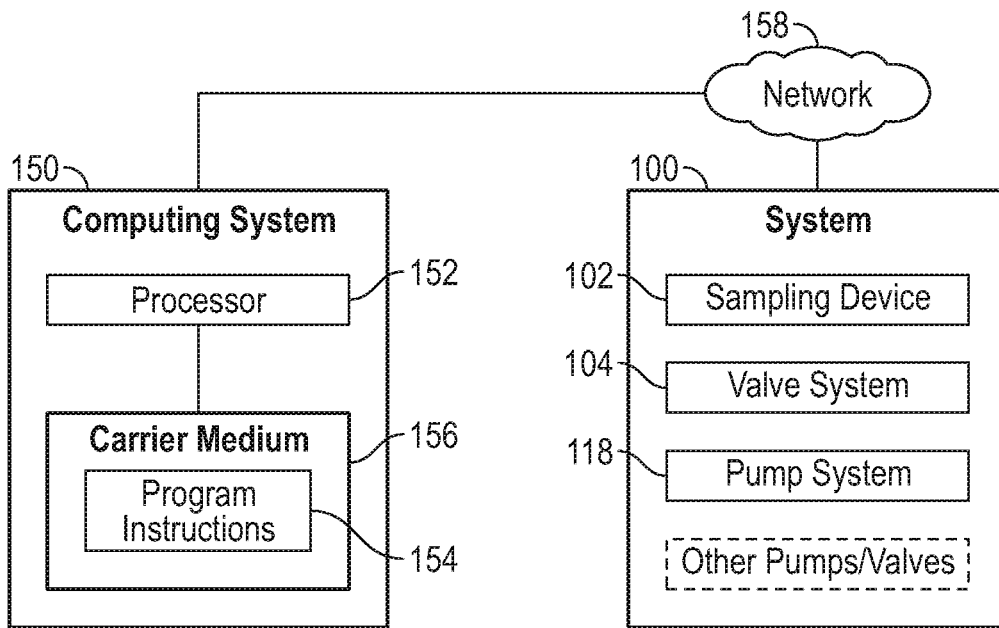 158
Network
150
Computing System
Processor
152
Carrier Medium
156
Program
Instructions
154
100
System
102
Sampling Device
104
Valve System
118
Pump System
Other Pumps/Valves